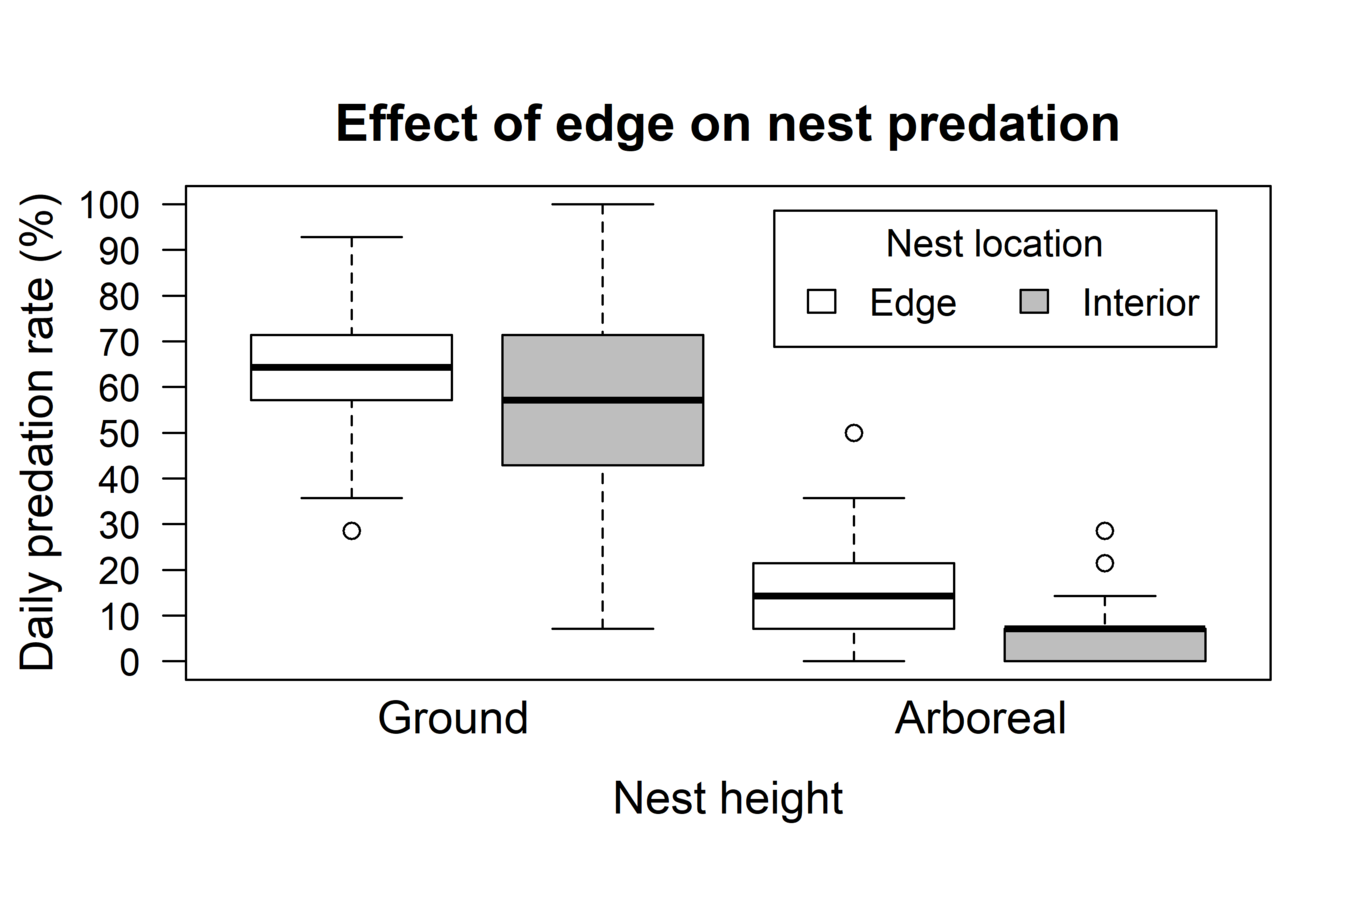 Effect of edge on nest predation
Daily predation rate (%)
100
90
80
70
60
50
40
30
20
10
0
Nest location
Edge Interior
Ground Arboreal
Nest height